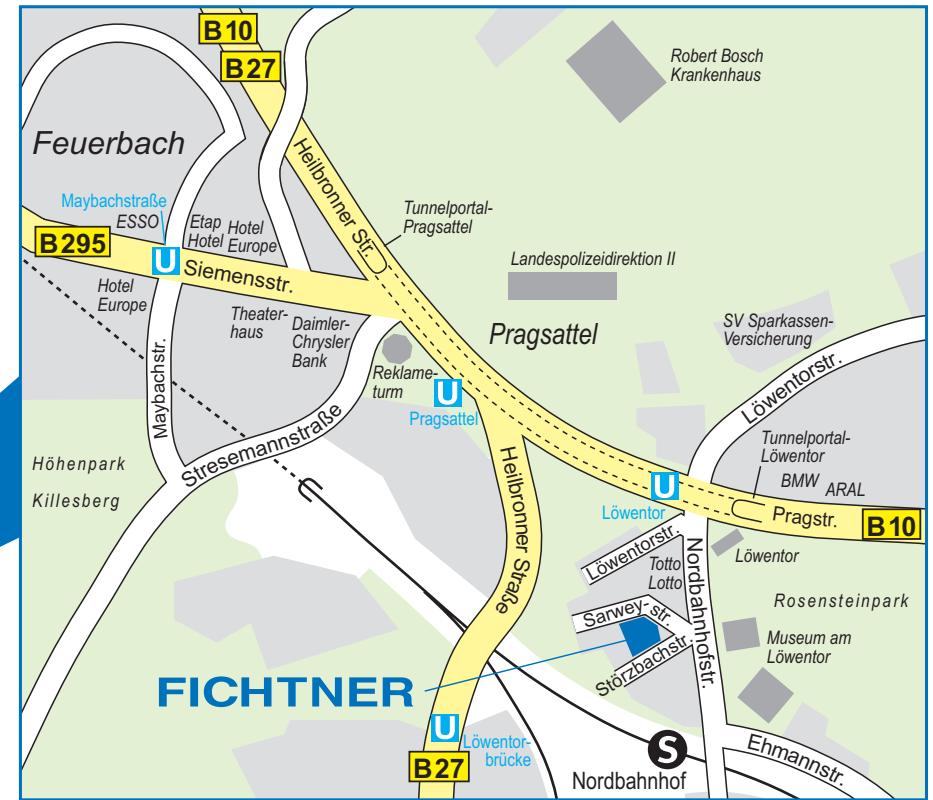 B10
B27
Robert Bosch
Krankenhaus
Feuerbach
Heilbronner Str.
Maybachstraße
ESSO
Etap
Hotel
Hotel
Europe
Tunnelportal-
Pragsattel
B295
U
Siemensstr.
Landespolizeidirektion II
Hotel
Europe
Theater-
haus
Daimler-
Chrysler
Bank
Pragsattel
SV Sparkassen-
Versicherung
Reklame-
turm
U
Pragsattel
Löwentorstr.
Maybachstr.
Stresemannstraße
Tunnelportal-
Löwentor
BMW
ARAL
Höhenpark
Killesberg
Heilbronner Straße
U
Löwentor
Pragstr.
B10
Löwentorstr.
Totto
Lotto
Nordbahnhofstr.
Löwentor
Sarwey-
str.
Rosensteinpark
Störzbachstr.
Museum am
Löwentor
FICHTNER
U
Löwentor-
brücke
B27
S
Nordbahnhof
Ehmannstr.